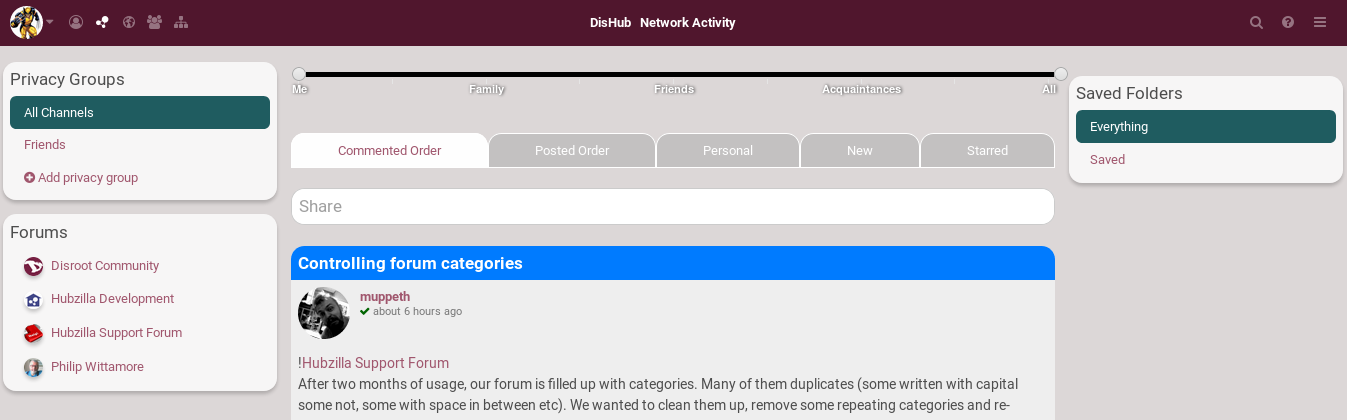 DisHub Network Activity
Privacy Groups
All Channels
Friends
Add privacy group
Forums
Disroot Community
Hubzilla Development
Hubzilla Support Forum
Philip Wittamore
Me Family Friends Acquaintances All
Commented Order Posted Order Personal New Starred
Share
Controlling forum categories
muppeth
about 6 hours ago
!Hubzilla Support Forum
After two months of usage, our forum is filled up with categories. Many of them duplicates (some written with capital
some not, some with space in between etc). We wanted to clean them up, remove some repeating categories and re-
Saved Folders
Everything
Saved